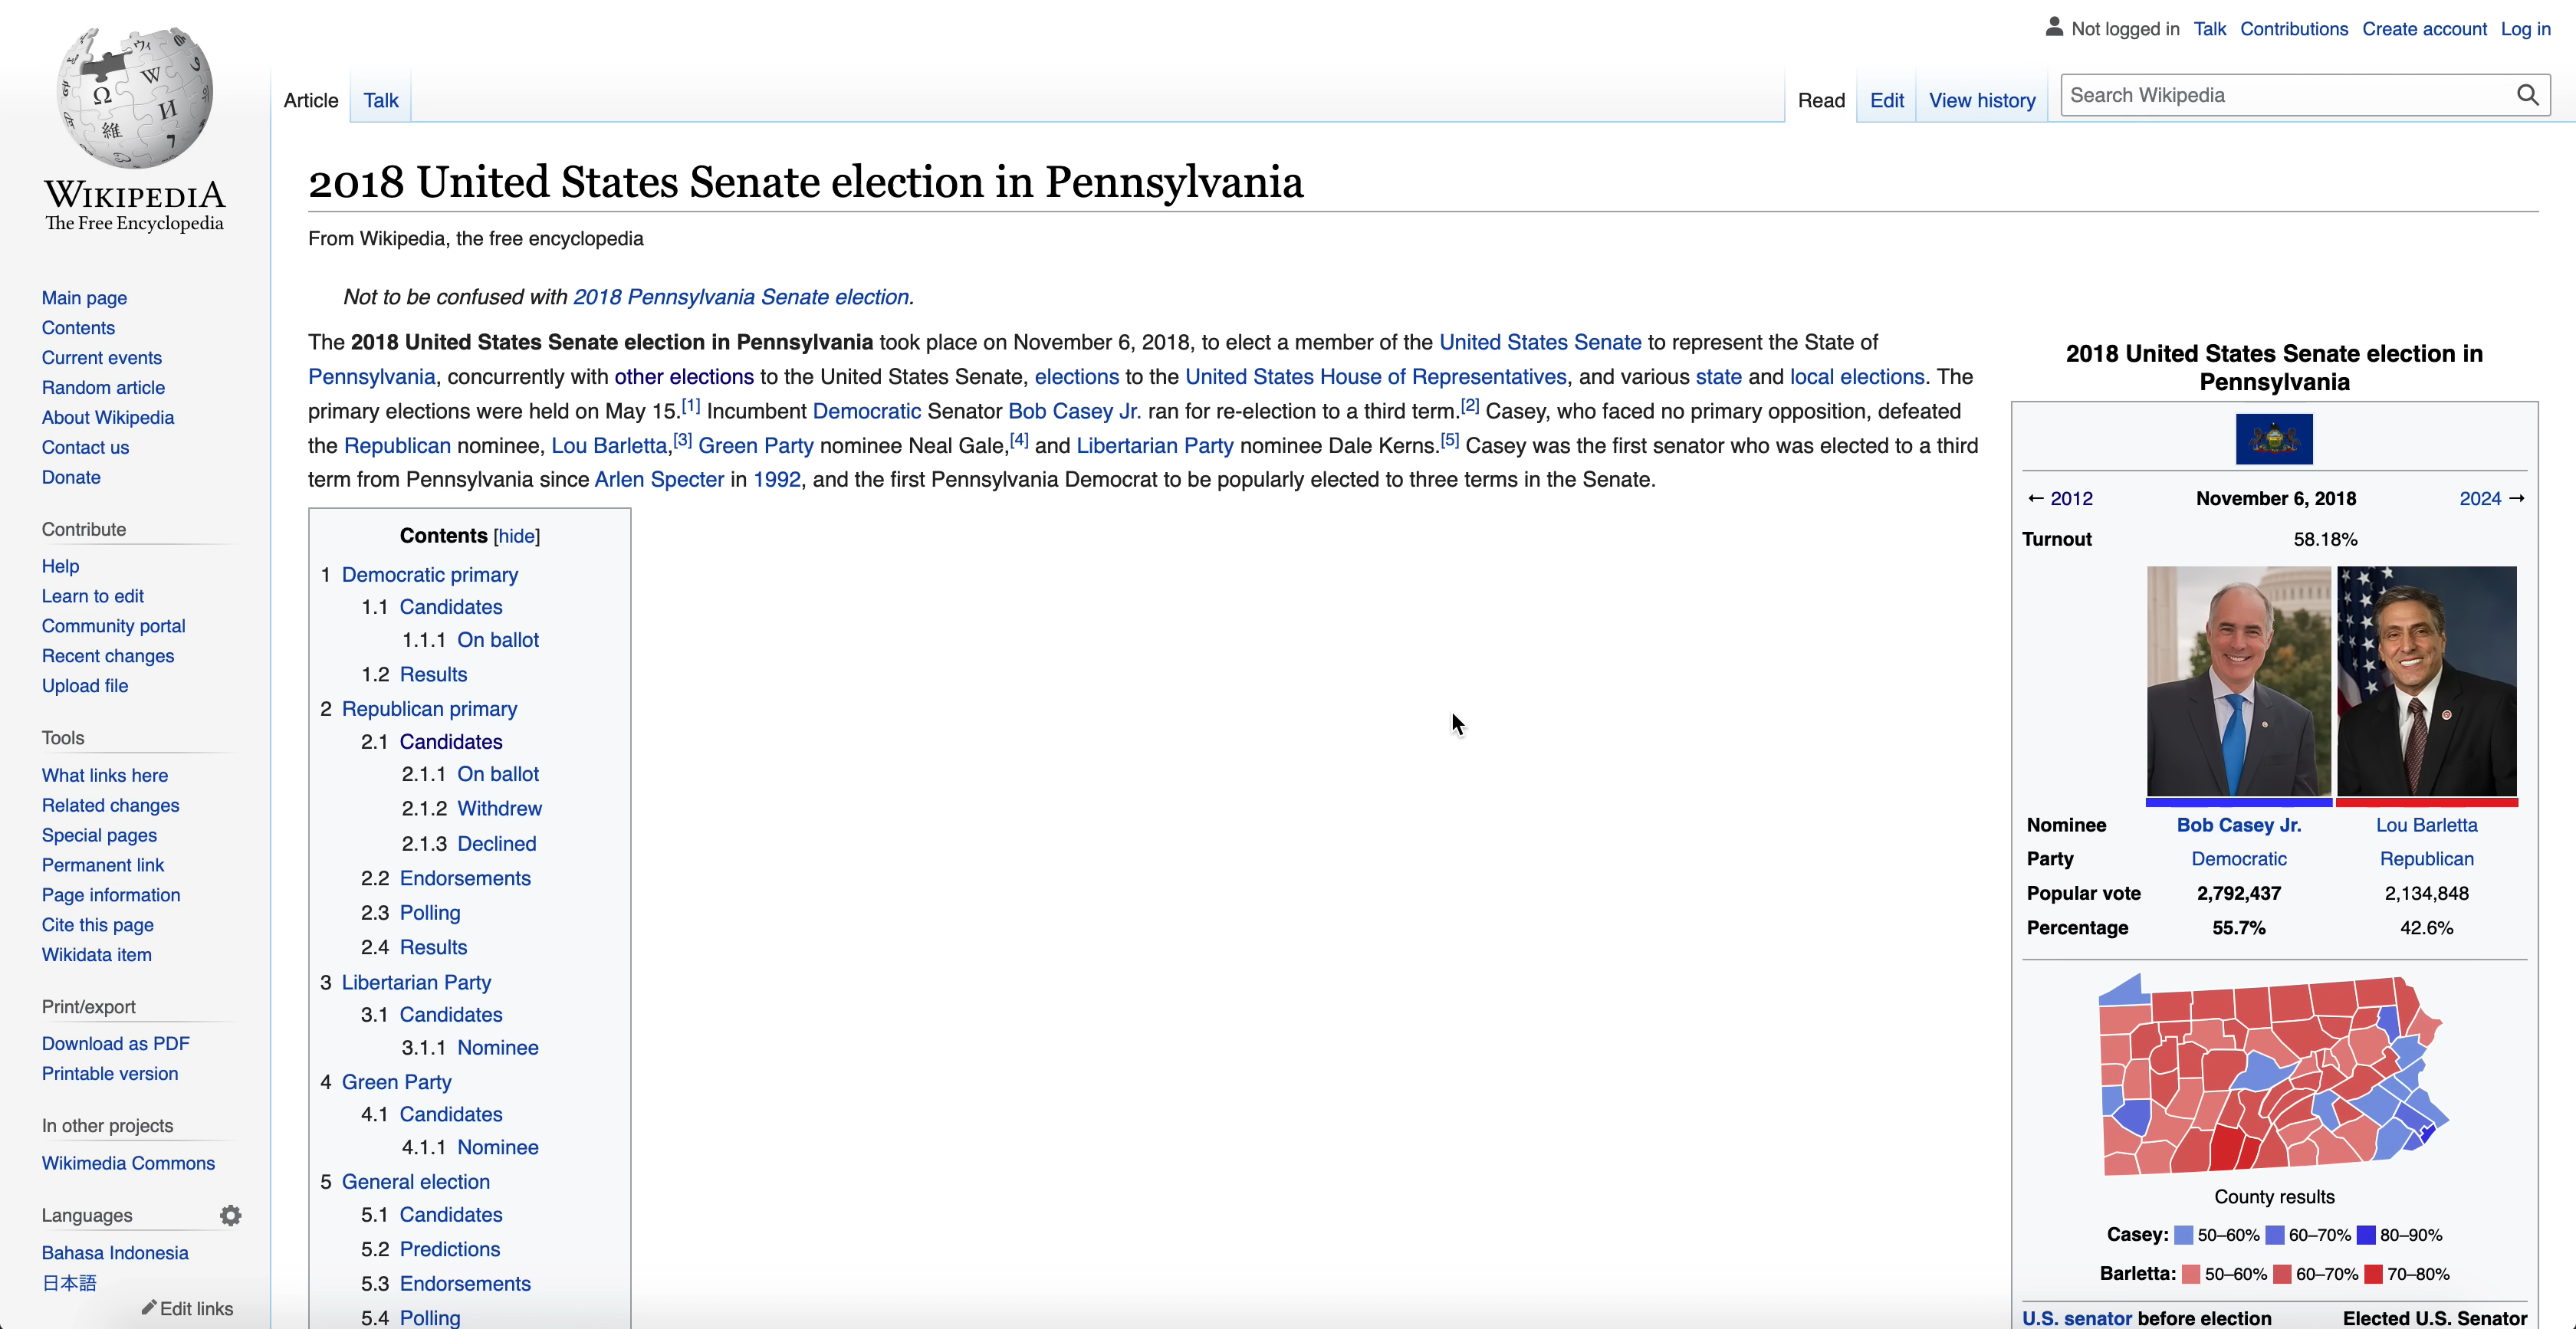 Not logged in Talk Contributions Create account Log in
Article Talk Read Edit View history Search Wikipedia
WIKIPEDIA
The Free Encyclopedia
Main page
Contents
Current events
Random article
About Wikipedia
Contact us
Donate
Contribute
Help
Learn to edit
Community portal
Recent changes
Upload file
Tools
What links here
Related changes
Special pages
Permanent link
Page information
Cite this page
Wikidata item
Print/export
Download as PDF
Printable version
In other projects
Wikimedia Commons
Languages
Bahasa Indonesia
日本語
Edit links
2018 United States Senate election in Pennsylvania
From Wikipedia, the free encyclopedia
Not to be confused with 2018 Pennsylvania Senate election.
The 2018 United States Senate election in Pennsylvania took place on November 6, 2018, to elect a member of the United States Senate to represent the State of
Pennsylvania, concurrently with other elections to the United States Senate, elections to the United States House of Representatives, and various state and local elections. The
primary elections were held on May 15.[1] Incumbent Democratic Senator Bob Casey Jr. ran for re-election to a third term.[2] Casey, who faced no primary opposition, defeated
the Republican nominee, Lou Barletta,[3] Green Party nominee Neal Gale,[4] and Libertarian Party nominee Dale Kerns.[5] Casey was the first senator who was elected to a third
term from Pennsylvania since Arlen Specter in 1992, and the first Pennsylvania Democrat to be popularly elected to three terms in the Senate.
Contents [hide]
1 Democratic primary
1.1 Candidates
1.1.1 On ballot
1.2 Results
2 Republican primary
2.1 Candidates
2.1.1 On ballot
2.1.2 Withdrew
2.1.3 Declined
2.2 Endorsements
2.3 Polling
2.4 Results
3 Libertarian Party
3.1 Candidates
3.1.1 Nominee
4 Green Party
4.1 Candidates
4.1.1 Nominee
5 General election
5.1 Candidates
5.2 Predictions
5.3 Endorsements
5.4 Polling
2018 United States Senate election in
Pennsylvania
← 2012 November 6, 2018 2024 →
Turnout 58.18%
Nominee Bob Casey Jr. Lou Barletta
Party Democratic Republican
Popular vote 2,792,437 2,134,848
Percentage 55.7% 42.6%
County results
Casey: 50–60% 60–70% 80–90%
Barletta: 50–60% 60–70% 70–80%
U.S. senator before election Elected U.S. Senator